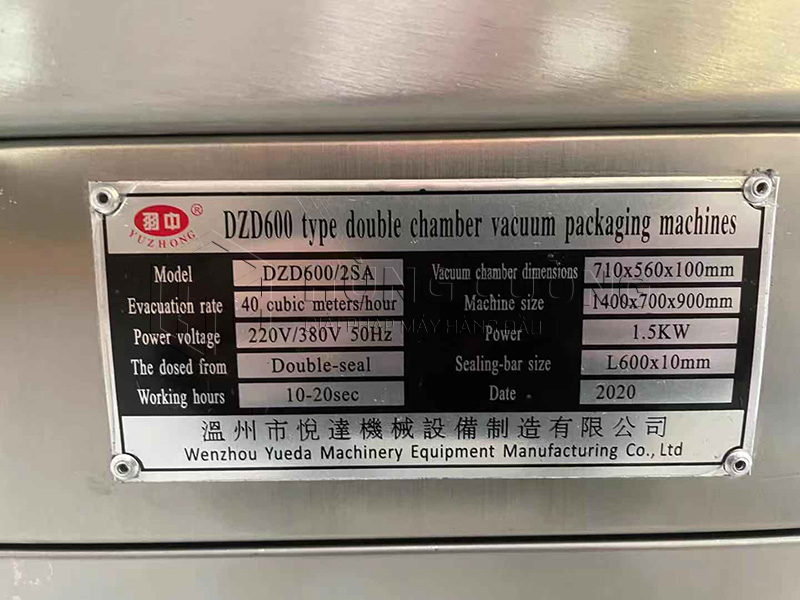 羽中®
YUZHONG
DZD600 type double chamber vacuum packaging machines
Model DZD600/2SA Vacuum chamber dimensions 710x560x100mm
Evacuation rate 40 cubic meters/hour Machine size 1400x700x900mm
Power voltage 220V/380V 50Hz Power 1.5KW
The dosed from Double-seal Sealing-bar size L600x10mm
Working hours 10-20sec Date 2020
HÙNG CƯỜNG
温州市悅達機械設備制造有限公司
Wenzhou Yueda Machinery Equipment Manufacturing Co., Ltd